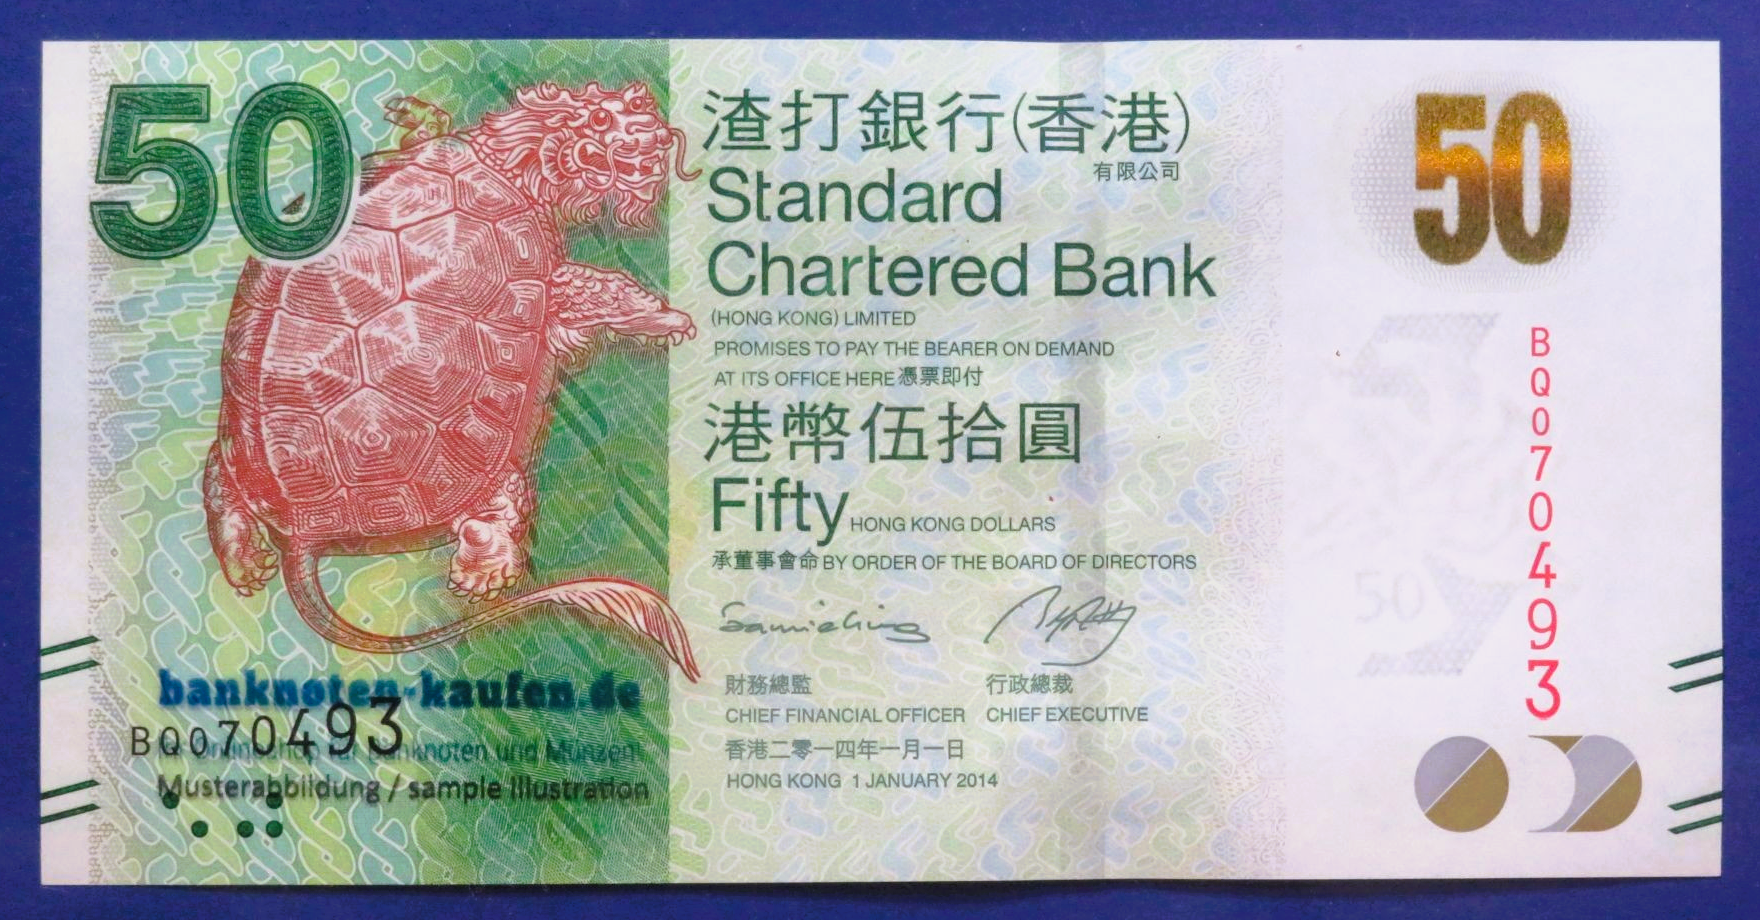 50
渣打銀行(香港)
有限公司
Standard
Chartered Bank
(HONG KONG) LIMITED
PROMISES TO PAY THE BEARER ON DEMAND
AT ITS OFFICE HERE 憑票即付
港幣伍拾圓
Fifty HONG KONG DOLLARS
承董事會命 BY ORDER OF THE BOARD OF DIRECTORS
財務總監 行政總裁
CHIEF FINANCIAL OFFICER CHIEF EXECUTIVE
香港二零一四年一月一日
HONG KONG 1 JANUARY 2014
50
BQ070493
50
banknoten-kaufen.de
BQ070493
Banknoten und Münzen
Musterabbildung / sample illustration